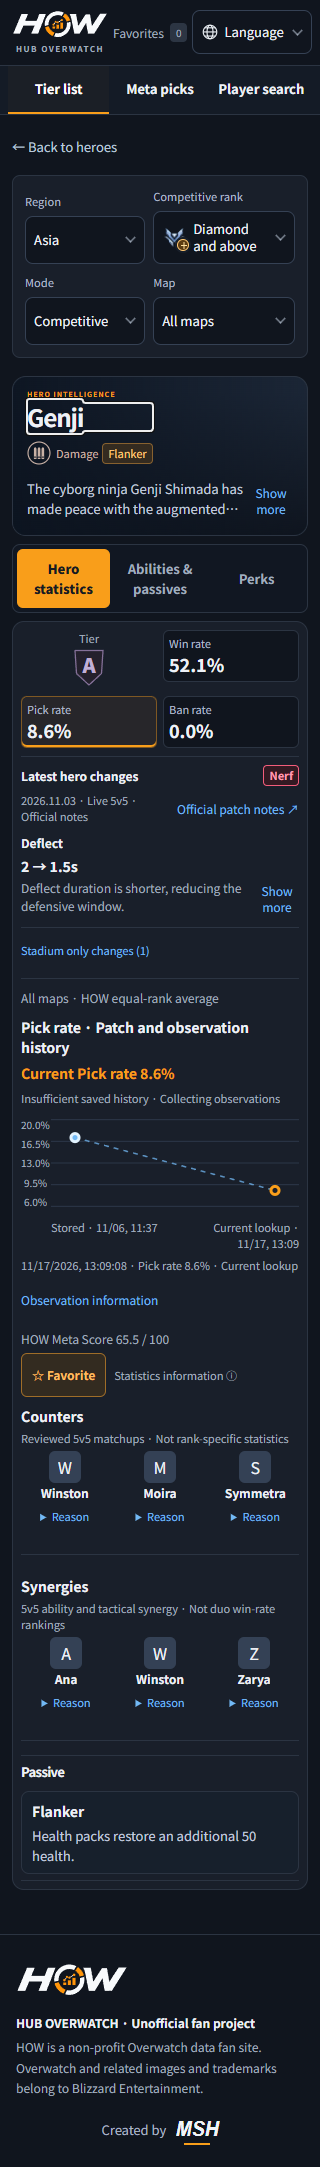 HOW
HUB OVERWATCH
Favorites 0
Language
Tier list
Meta picks
Player search
← Back to heroes
Region
Competitive rank
Asia
Diamond
and above
Mode
Map
Competitive
All maps
HERO INTELLIGENCE
Genji
Damage Flanker
The cyborg ninja Genji Shimada has
made peace with the augmented…
Show
more
Hero
statistics
Abilities &
passives
Perks
Tier
A
Win rate
52.1%
Pick rate
8.6%
Ban rate
0.0%
Latest hero changes
Nerf
2026.11.03 · Live 5v5 ·
Official notes
Official patch notes ↗
Deflect
2 → 1.5s
Deflect duration is shorter, reducing the
defensive window.
Show
more
Stadium only changes (1)
All maps · HOW equal-rank average
Pick rate · Patch and observation
history
Current Pick rate 8.6%
Insufficient saved history · Collecting observations
20.0%
16.5%
13.0%
9.5%
6.0%
Stored · 11/06, 11:37
Current lookup ·
11/17, 13:09
11/17/2026, 13:09:08 · Pick rate 8.6% · Current lookup
Observation information
HOW Meta Score 65.5 / 100
☆ Favorite
Statistics information ⓘ
Counters
Reviewed 5v5 matchups · Not rank-specific statistics
W M S
Winston Moira Symmetra
▶ Reason ▶ Reason ▶ Reason
Synergies
5v5 ability and tactical synergy · Not duo win-rate
rankings
A W Z
Ana Winston Zarya
▶ Reason ▶ Reason ▶ Reason
Passive
Flanker
Health packs restore an additional 50
health.
HOW
HUB OVERWATCH · Unofficial fan project
HOW is a non-profit Overwatch data fan site.
Overwatch and related images and trademarks
belong to Blizzard Entertainment.
Created by MSH